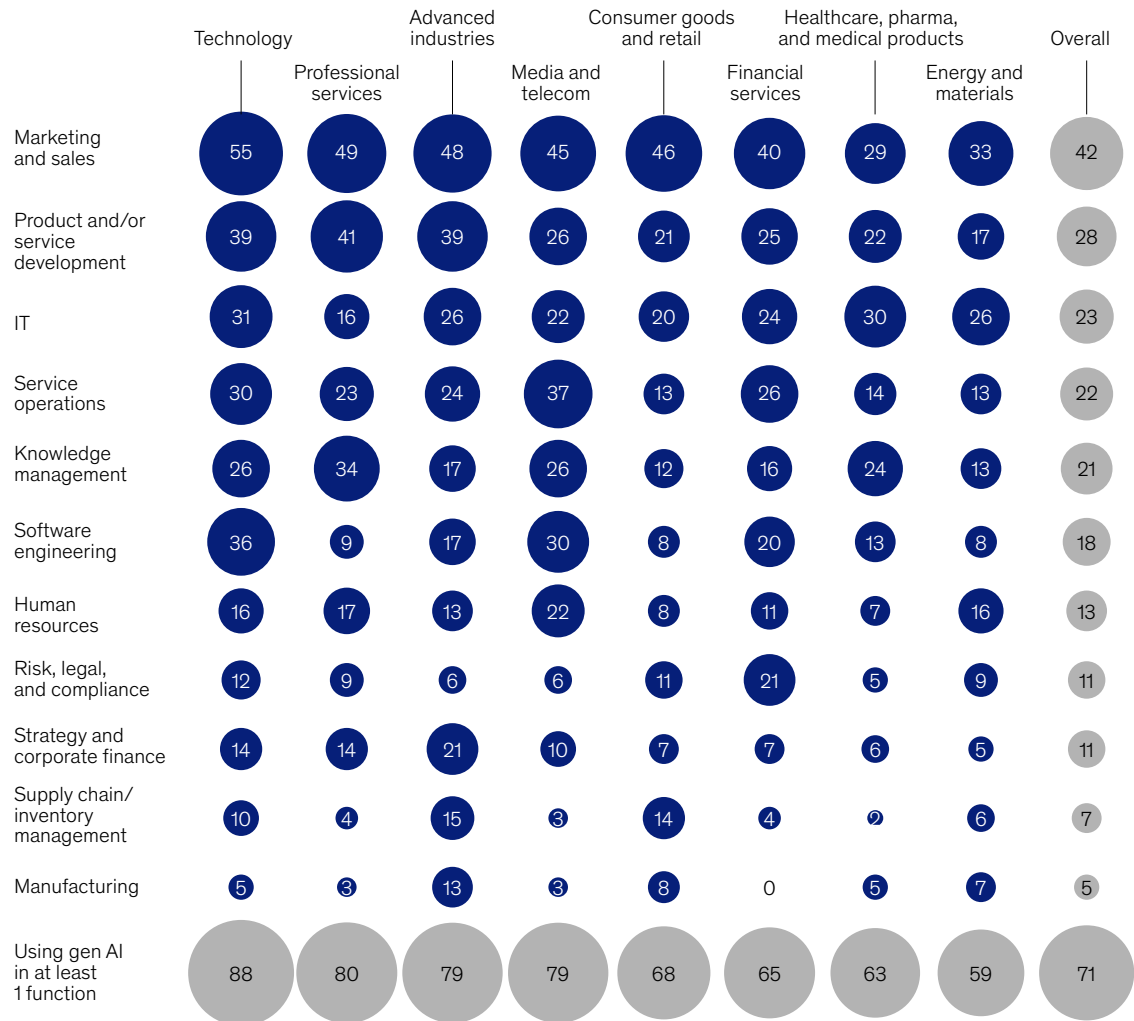 Technology
Professional
services
Advanced
industries
Media and
telecom
Consumer goods
and retail
Financial
services
Healthcare, pharma,
and medical products
Energy and
materials
Overall
Marketing
and sales
55 49 48 45 46 40 29 33 42
Product and/or
service
development
39 41 39 26 21 25 22 17 28
IT
31 16 26 22 20 24 30 26 23
Service
operations
30 23 24 37 13 26 14 13 22
Knowledge
management
26 34 17 26 12 16 24 13 21
Software
engineering
36 9 17 30 8 20 13 8 18
Human
resources
16 17 13 22 8 11 7 16 13
Risk, legal,
and compliance
12 9 6 6 11 21 5 9 11
Strategy and
corporate finance
14 14 21 10 7 7 6 5 11
Supply chain/
inventory
management
10 4 15 3 14 4 2 6 7
Manufacturing
5 3 13 3 8 0 5 7 5
Using gen AI
in at least
1 function
88 80 79 79 68 65 63 59 71